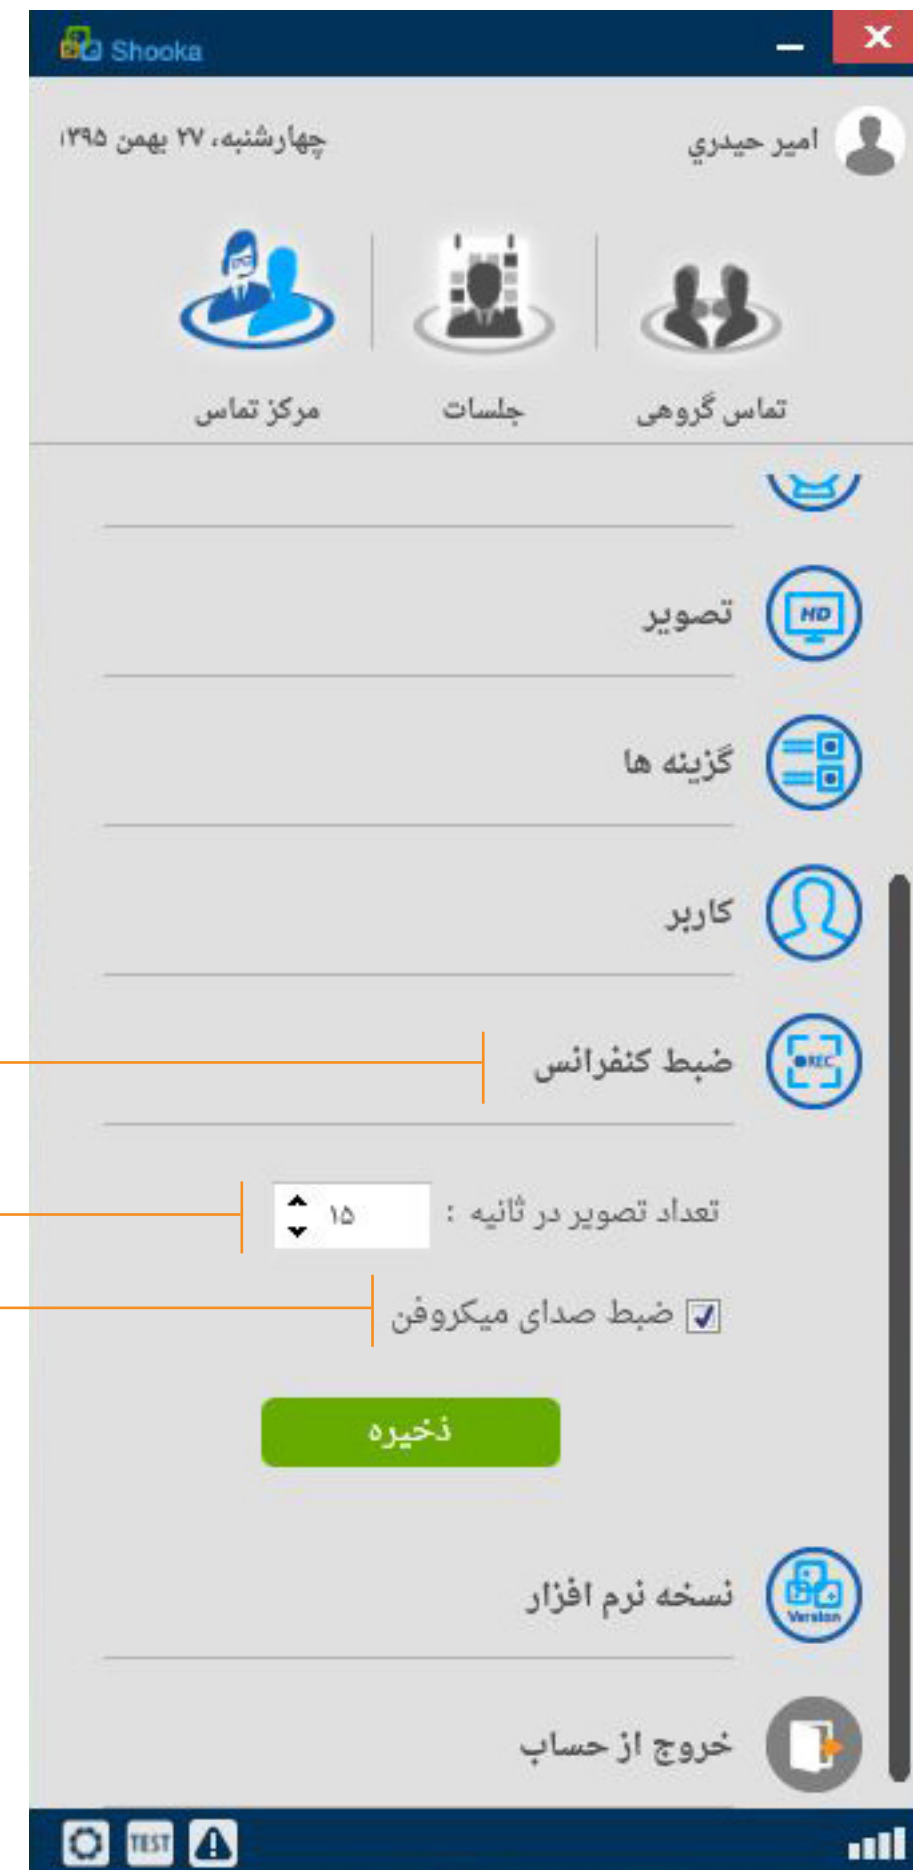 Shooka
امیر حیدري
چهارشنبه، ۲۷ بهمن ۱۳۹۵
تماس گروهی
جلسات
مرکز تماس
HD
تصویر
گزینه ها
کاربر
REC
ضبط کنفرانس
تعداد تصویر در ثانیه :
۱۵
ضبط صدای میکروفن
ذخیره
Version
نسخه نرم افزار
خروج از حساب
TEST